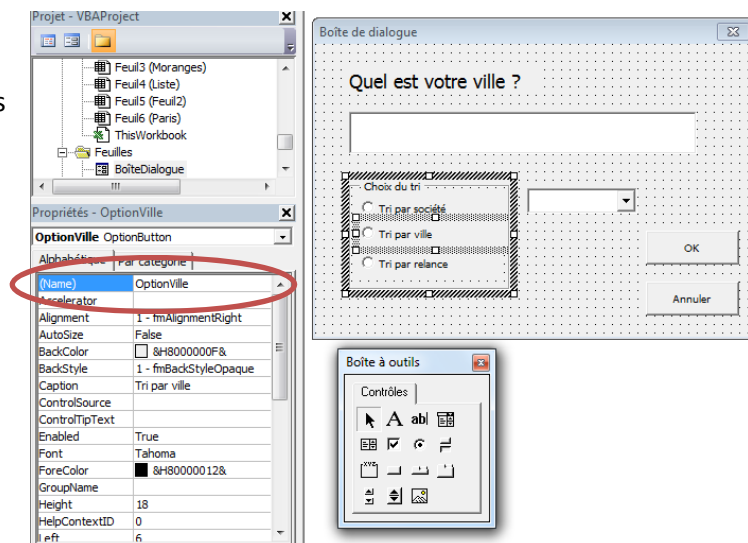 Projet - VBAProject
Feuil3 (Moranges)
Feuil4 (Liste)
Feuil5 (Feuil2)
Feuil6 (Paris)
ThisWorkbook
Feuilles
BoîteDialogue
s
Propriétés - OptionVille
OptionVille OptionButton
Alphabétique Par catégorie
(Name) OptionVille
Accelerator
Alignment 1 - fmAlignmentRight
AutoSize False
BackColor &H8000000F&
BackStyle 1 - fmBackStyleOpaque
Caption Tri par ville
ControlSource
ControlTipText
Enabled True
Font Tahoma
ForeColor &H80000012&
GroupName
Height 18
HelpContextID 0
Left 6
Boîte de dialogue
Quel est votre ville ?
Choix du tri
Tri par société
Tri par ville
Tri par relance
OK
Annuler
Boîte à outils
Contrôles
A abl
xyz